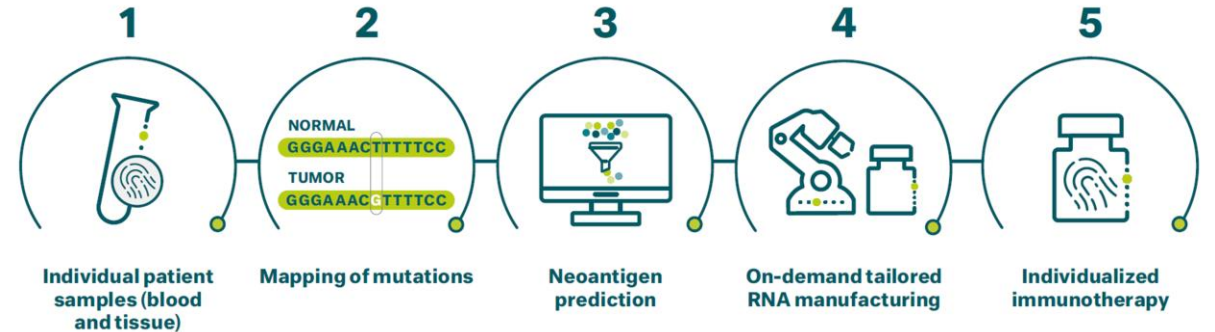 1
2
3
4
5
NORMAL
GGGAAACTTTTTCC
TUMOR
GGGAAACGTTTTCC
Individual patient
samples (blood
and tissue)
Mapping of mutations
Neoantigen
prediction
On-demand tailored
RNA manufacturing
Individualized
immunotherapy